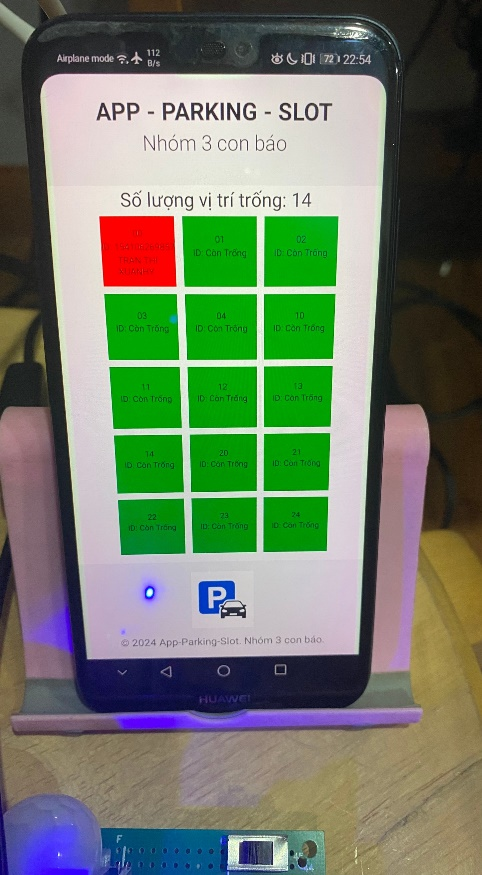 Airplane mode 112 B/s 72 22:54
APP - PARKING - SLOT
Nhóm 3 con báo
Số lượng vị trí trống: 14
01 02
ID: Còn Trống ID: Còn Trống
03 04 10
ID: Còn Trống ID: Còn Trống ID: Còn Trống
11 12 13
ID: Còn Trống ID: Còn Trống ID: Còn Trống
14 20 21
ID: Còn Trống ID: Còn Trống ID: Còn Trống
22 23 24
ID: Còn Trống ID: Còn Trống ID: Còn Trống
P
© 2024 App-Parking-Slot. Nhóm 3 con báo.
HUAWEI
F